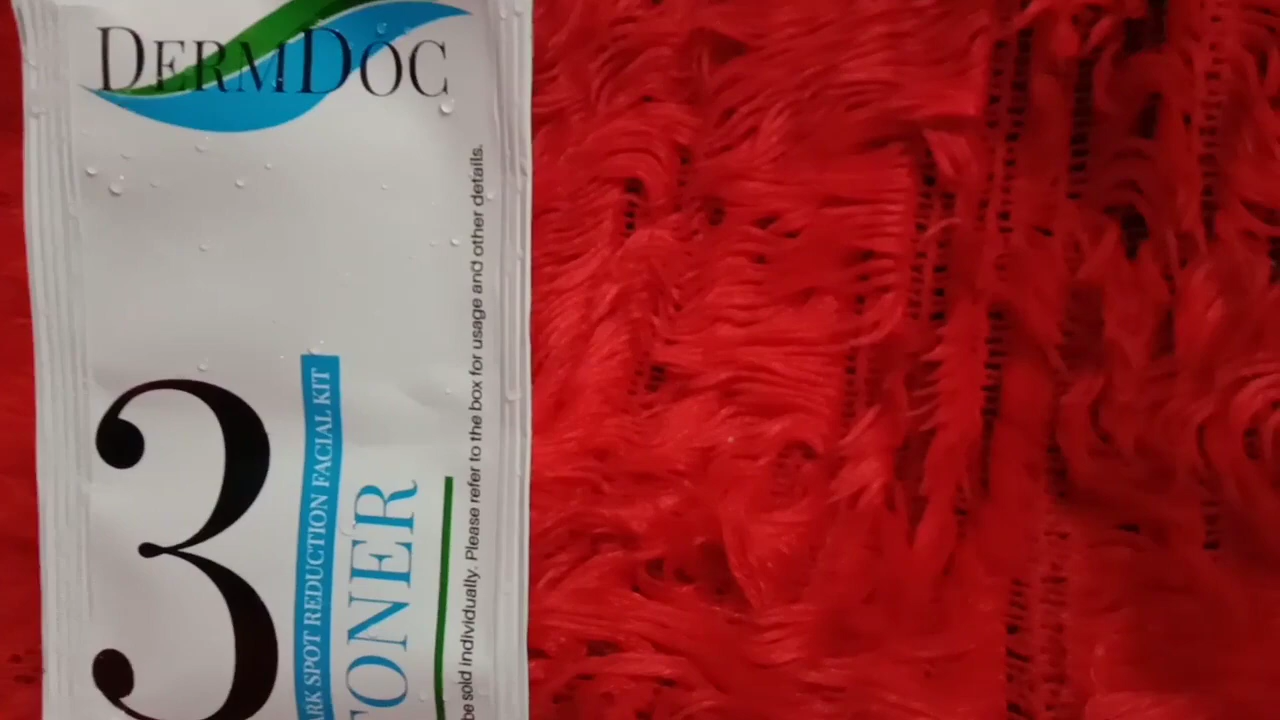 DERMDOC
3
ARK SPOT REDUCTION FACIAL KIT
TONER
be sold individually. Please refer to the box for usage and other details.